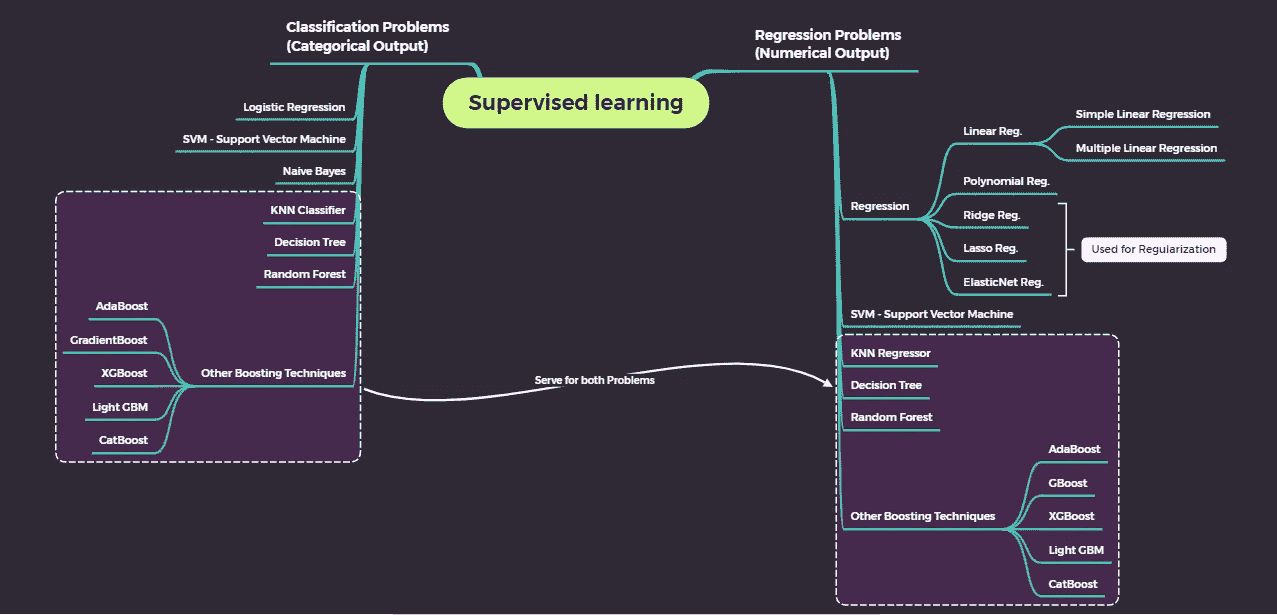 Supervised learning
Classification Problems
(Categorical Output)
Logistic Regression
SVM - Support Vector Machine
Naive Bayes
KNN Classifier
Decision Tree
Random Forest
Other Boosting Techniques
AdaBoost
GradientBoost
XGBoost
Light GBM
CatBoost
Serve for both Problems
Regression Problems
(Numerical Output)
Regression
Linear Reg.
Simple Linear Regression
Multiple Linear Regression
Polynomial Reg.
Ridge Reg.
Lasso Reg.
ElasticNet Reg.
Used for Regularization
SVM - Support Vector Machine
KNN Regressor
Decision Tree
Random Forest
Other Boosting Techniques
AdaBoost
GBoost
XGBoost
Light GBM
CatBoost